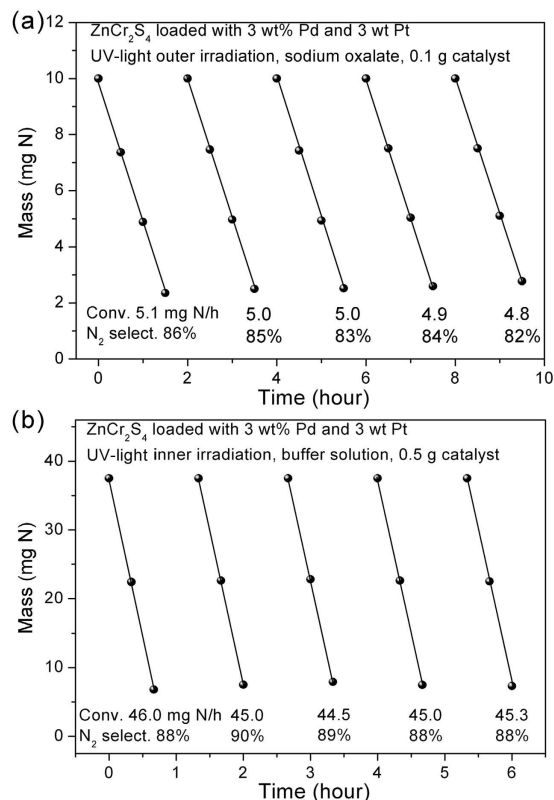 (a)
12
ZnCr₂S₄ loaded with 3 wt% Pd and 3 wt Pt
UV-light outer irradiation, sodium oxalate, 0.1 g catalyst
10
8
6
4
2
0
Mass (mg N)
Conv. 5.1 mg N/h 5.0 5.0 4.9 4.8
N₂ select. 86% 85% 83% 84% 82%
0 2 4 6 8 10
Time (hour)
(b)
ZnCr₂S₄ loaded with 3 wt% Pd and 3 wt Pt
UV-light inner irradiation, buffer solution, 0.5 g catalyst
40
30
20
10
0
Mass (mg N)
Conv. 46.0 mg N/h 45.0 44.5 45.0 45.3
N₂ select. 88% 90% 89% 88% 88%
0 1 2 3 4 5 6
Time (hour)